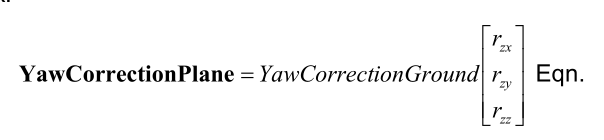 r_zx
YawCorrectionPlane = YawCorrectionGround r_zy Eqn.
r_zz